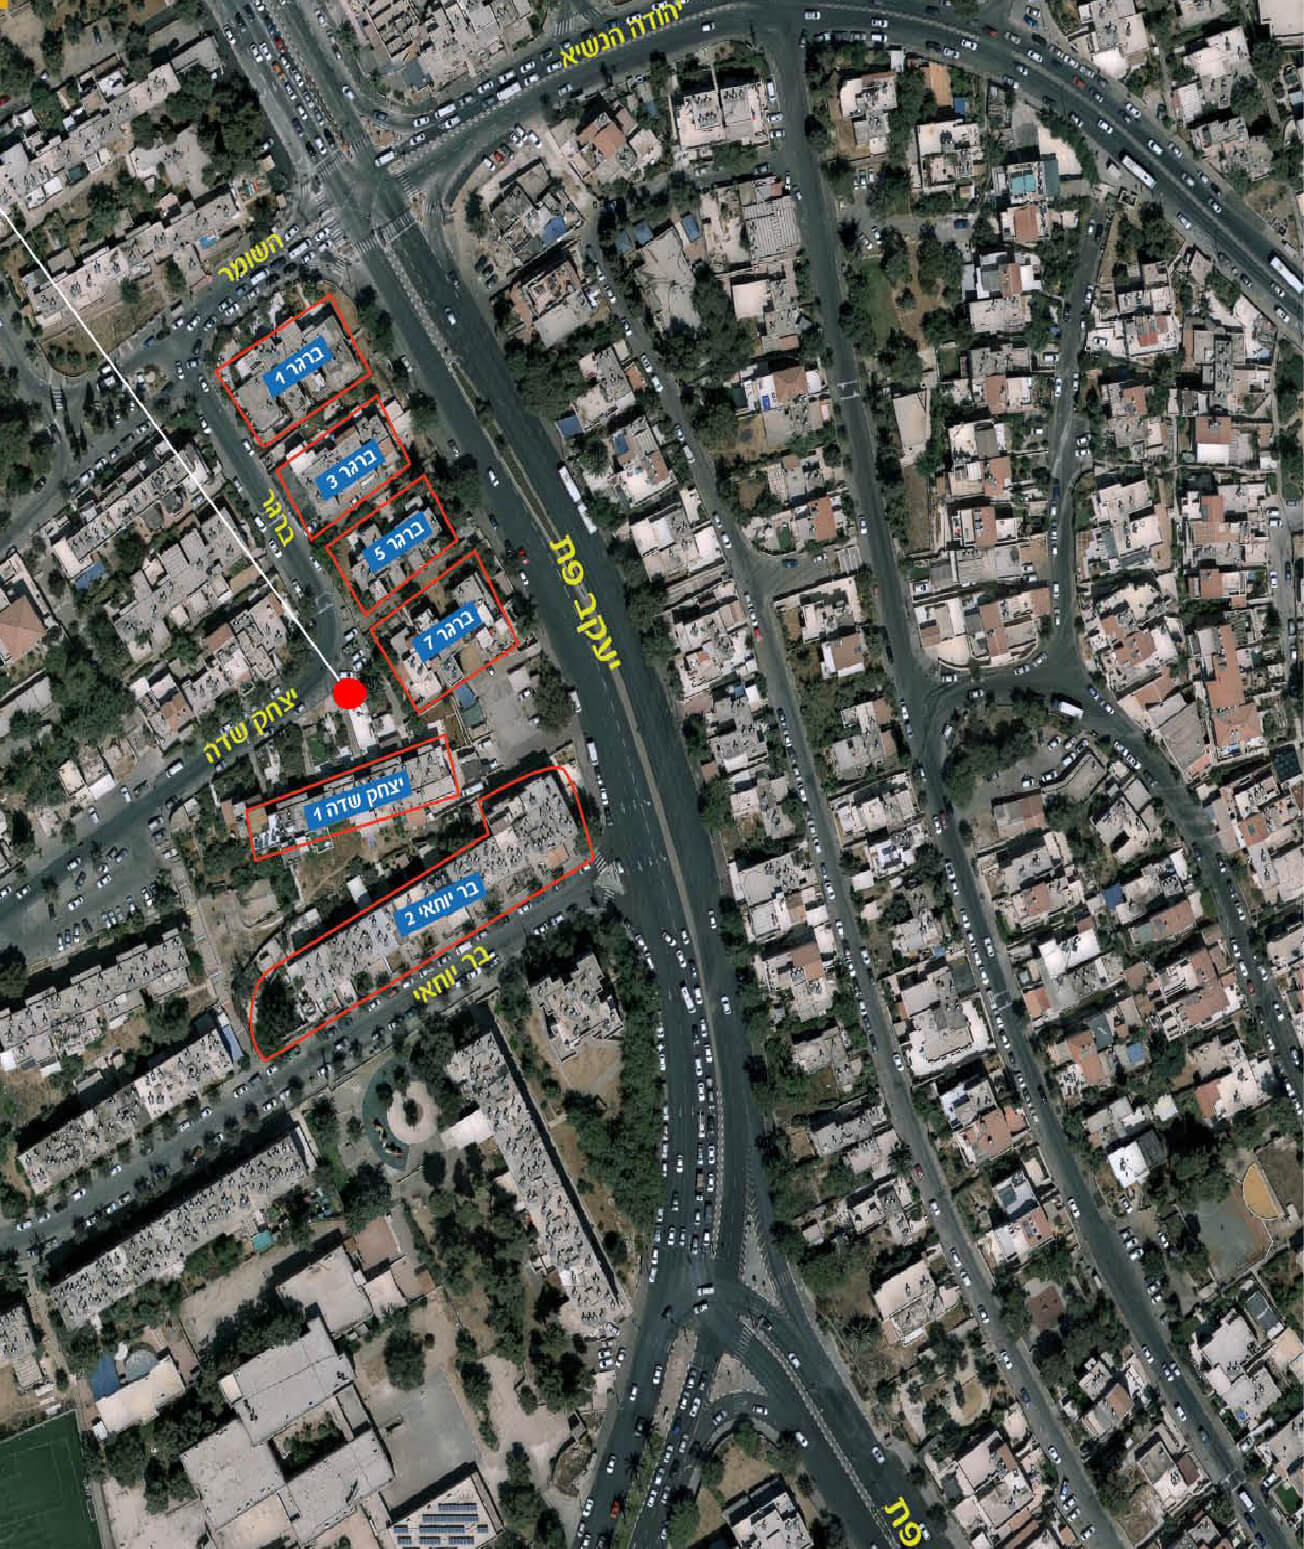 יהודה הנשיא
השומר
ברגר 1
ברגר 3
ברגר
ברגר 5
יעקב פת
ברגר 7
יצחק שדה
יצחק שדה 1
בר יוחאי 2
בר יוחאי
פת